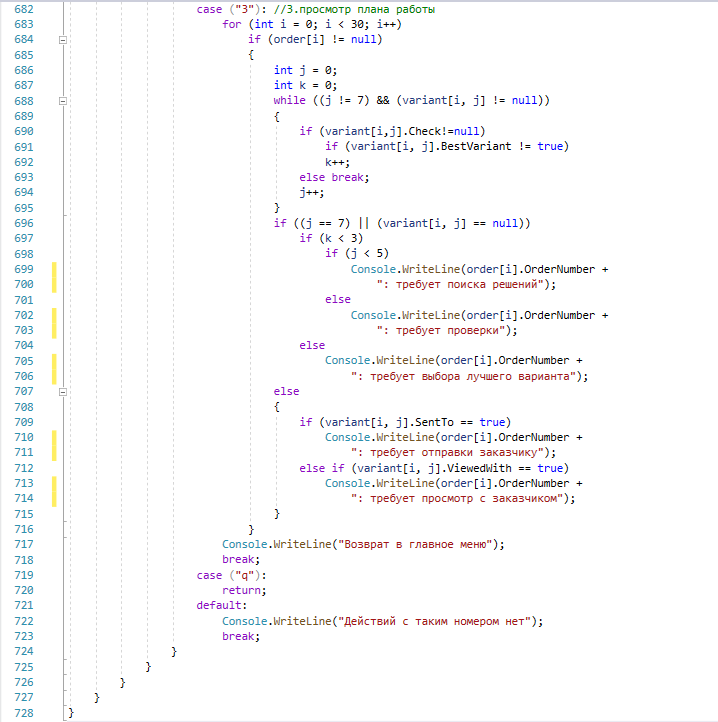 682 case ("3"): //3.просмотр плана работы
683 for (int i = 0; i < 30; i++)
684 if (order[i] != null)
685 {
686 int j = 0;
687 int k = 0;
688 while ((j != 7) && (variant[i, j] != null))
689 {
690 if (variant[i,j].Check!=null)
691 if (variant[i, j].BestVariant != true)
692 k++;
693 else break;
694 j++;
695 }
696 if ((j == 7) || (variant[i, j] == null))
697 if (k < 3)
698 if (j < 5)
699 Console.WriteLine(order[i].OrderNumber +
700 ": требует поиска решений");
701 else
702 Console.WriteLine(order[i].OrderNumber +
703 ": требует проверки");
704 else
705 Console.WriteLine(order[i].OrderNumber +
706 ": требует выбора лучшего варианта");
707 else
708 {
709 if (variant[i, j].SentTo == true)
710 Console.WriteLine(order[i].OrderNumber +
711 ": требует отправки заказчику");
712 else if (variant[i, j].ViewedWith == true)
713 Console.WriteLine(order[i].OrderNumber +
714 ": требует просмотр с заказчиком");
715 }
716 }
717 Console.WriteLine("Возврат в главное меню");
718 break;
719 case ("q"):
720 return;
721 default:
722 Console.WriteLine("Действий с таким номером нет");
723 break;
724 }
725 }
726 }
727 }
728 }